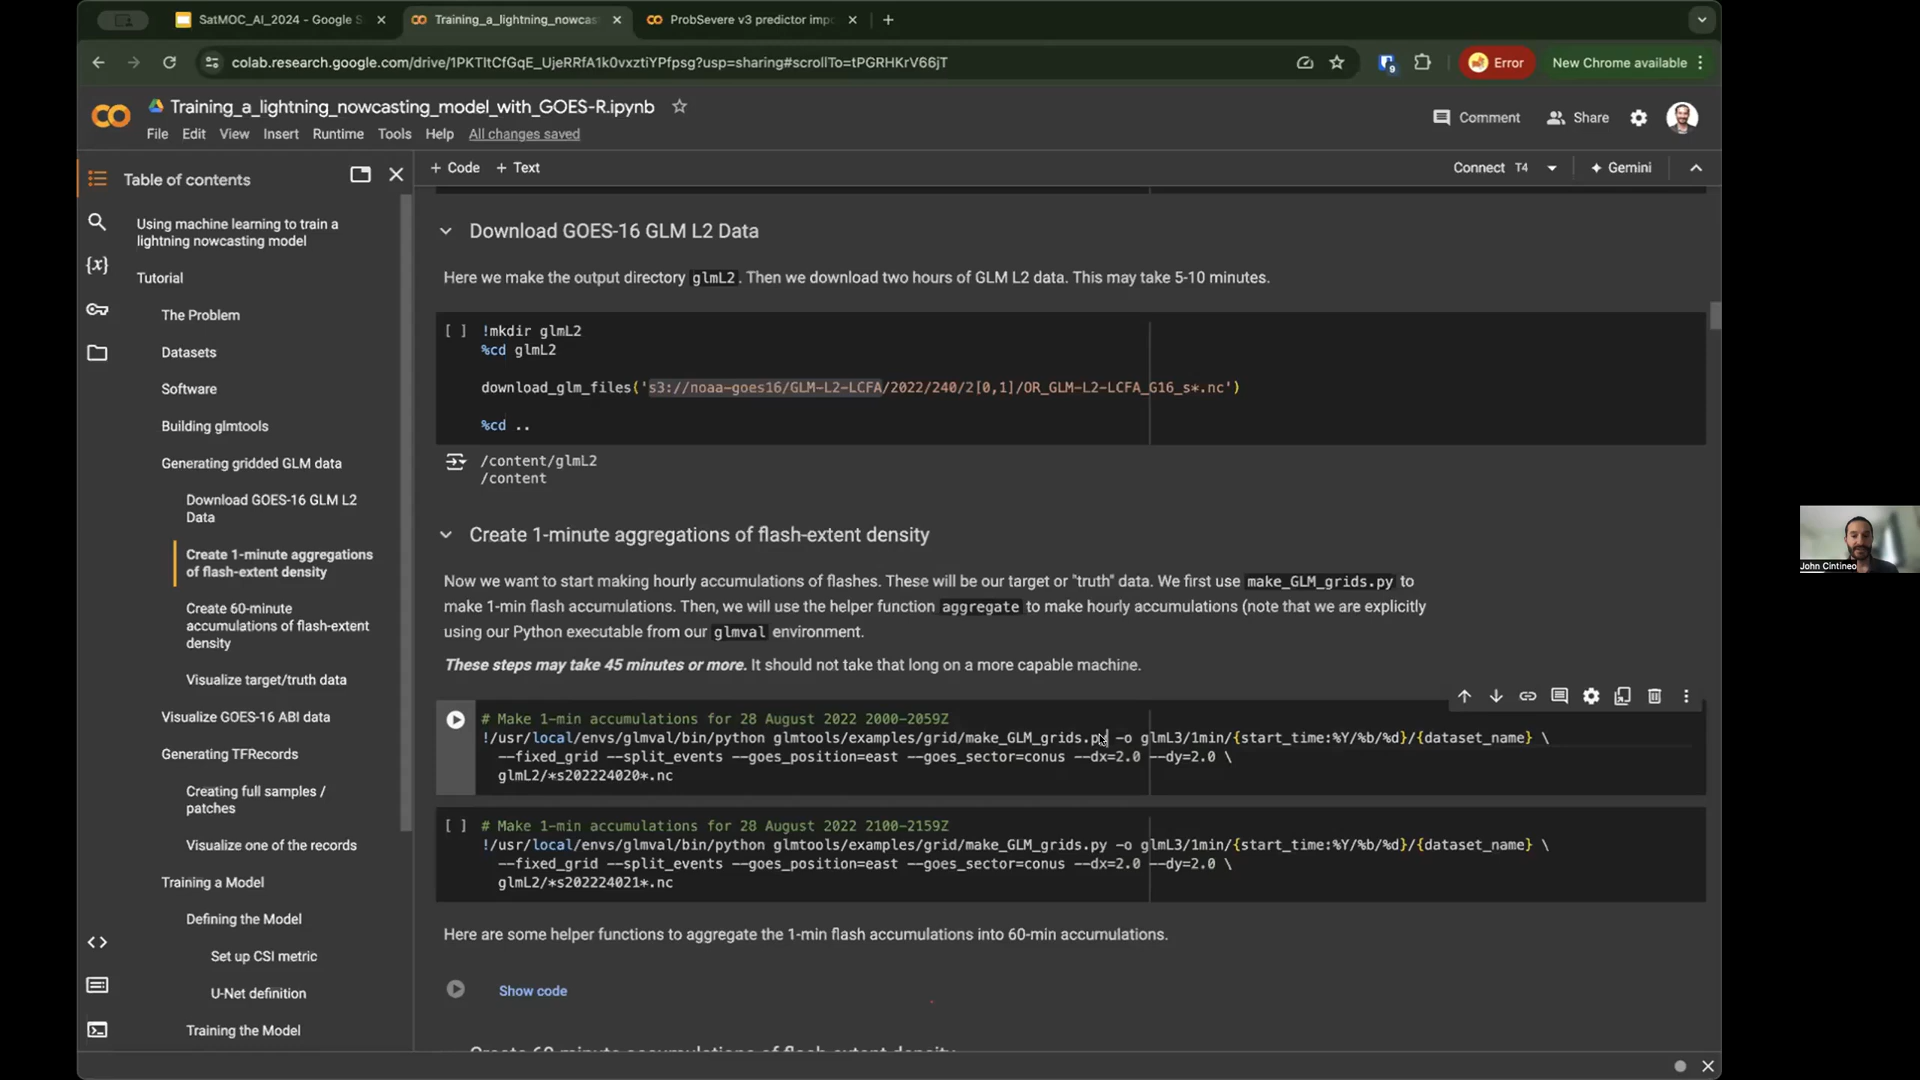 SatMOC_AI_2024 - Google S
Training_a_lightning_nowcas
ProbSevere v3 predictor imp
colab.research.google.com/drive/1PKTItCfGqE_UjeRRfA1k0vxztiYPfpsg?usp=sharing#scrollTo=tPGRHKrV66jT
9
Error
New Chrome available
Training_a_lightning_nowcasting_model_with_GOES-R.ipynb
File Edit View Insert Runtime Tools Help All changes saved
Comment
Share
+ Code + Text
Connect T4
Gemini
Table of contents
Using machine learning to train a
lightning nowcasting model
Tutorial
The Problem
Datasets
Software
Building glmtools
Generating gridded GLM data
Download GOES-16 GLM L2
Data
Create 1-minute aggregations
of flash-extent density
Create 60-minute
accumulations of flash-extent
density
Visualize target/truth data
Visualize GOES-16 ABI data
Generating TFRecords
Creating full samples /
patches
Visualize one of the records
Training a Model
Defining the Model
Set up CSI metric
U-Net definition
Training the Model
Download GOES-16 GLM L2 Data
Here we make the output directory glmL2. Then we download two hours of GLM L2 data. This may take 5-10 minutes.
[ ] !mkdir glmL2
%cd glmL2
download_glm_files('s3://noaa-goes16/GLM-L2-LCFA/2022/240/2[0,1]/OR_GLM-L2-LCFA_G16_s*.nc')
%cd ..
/content/glmL2
/content
Create 1-minute aggregations of flash-extent density
Now we want to start making hourly accumulations of flashes. These will be our target or "truth" data. We first use make_GLM_grids.py to
make 1-min flash accumulations. Then, we will use the helper function aggregate to make hourly accumulations (note that we are explicitly
using our Python executable from our glmval environment.
These steps may take 45 minutes or more. It should not take that long on a more capable machine.
# Make 1-min accumulations for 28 August 2022 2000-2059Z
!/usr/local/envs/glmval/bin/python glmtools/examples/grid/make_GLM_grids.py -o glmL3/1min/{start_time:%Y/%b/%d}/{dataset_name} \
--fixed_grid --split_events --goes_position=east --goes_sector=conus --dx=2.0 --dy=2.0 \
glmL2/*s202224020*.nc
[ ] # Make 1-min accumulations for 28 August 2022 2100-2159Z
!/usr/local/envs/glmval/bin/python glmtools/examples/grid/make_GLM_grids.py -o glmL3/1min/{start_time:%Y/%b/%d}/{dataset_name} \
--fixed_grid --split_events --goes_position=east --goes_sector=conus --dx=2.0 --dy=2.0 \
glmL2/*s202224021*.nc
Here are some helper functions to aggregate the 1-min flash accumulations into 60-min accumulations.
Show code
Create 60-minute accumulations of flash-extent density
John Cintineo